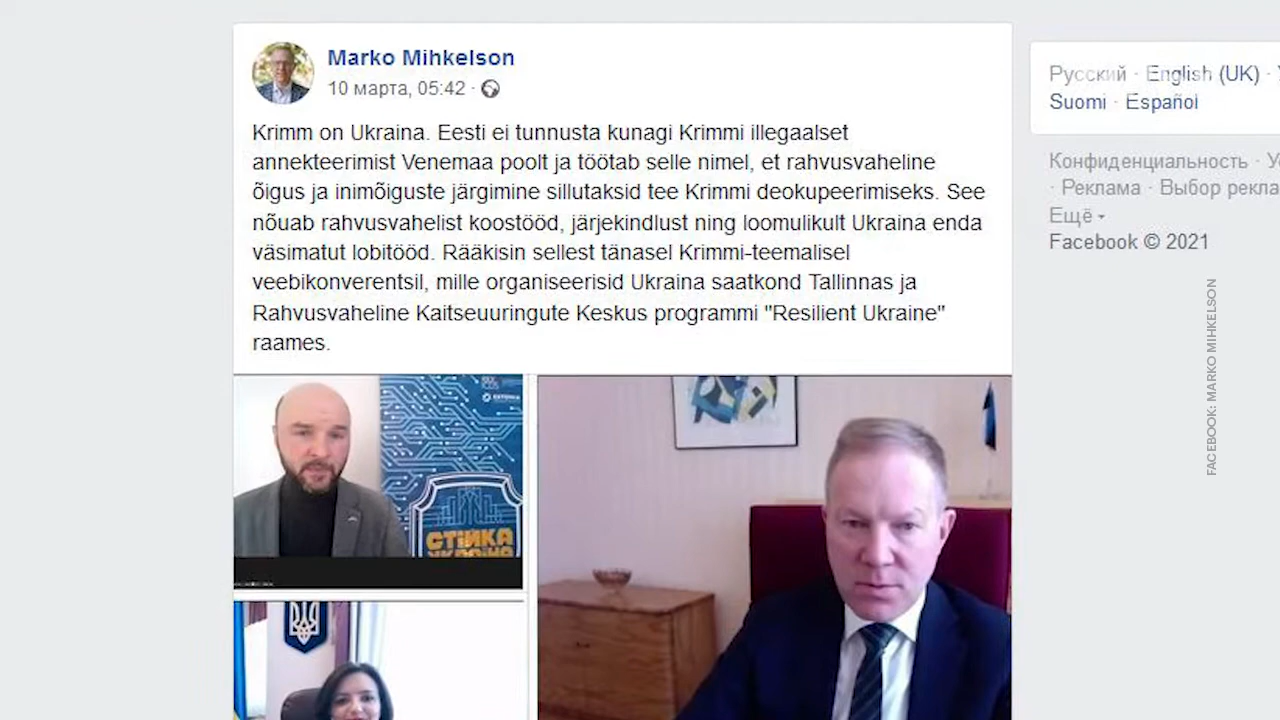 Marko Mihkelson
10 марта, 05:42 ·
Krimm on Ukraina. Eesti ei tunnusta kunagi Krimmi illegaalset
annekteerimist Venemaa poolt ja töötab selle nimel, et rahvusvaheline
õigus ja inimõiguste järgimine sillutaksid tee Krimmi deokupeerimiseks. See
nõuab rahvusvahelist koostööd, järjekindlust ning loomulikult Ukraina enda
väsimatut lobitööd. Rääkisin sellest tänasel Krimmi-teemalisel
veebikonverentsil, mille organiseerisid Ukraina saatkond Tallinnas ja
Rahvusvaheline Kaitseuuringute Keskus programmi "Resilient Ukraine"
raames.
ESTONIA
СТІЙКА
УКРАЇНА
Русский · English (UK) ·
Suomi · Español
Конфиденциальность ·
· Реклама · Выбор
Ещё
Facebook © 2021
FACEBOOK: MARKO MIHKELSON